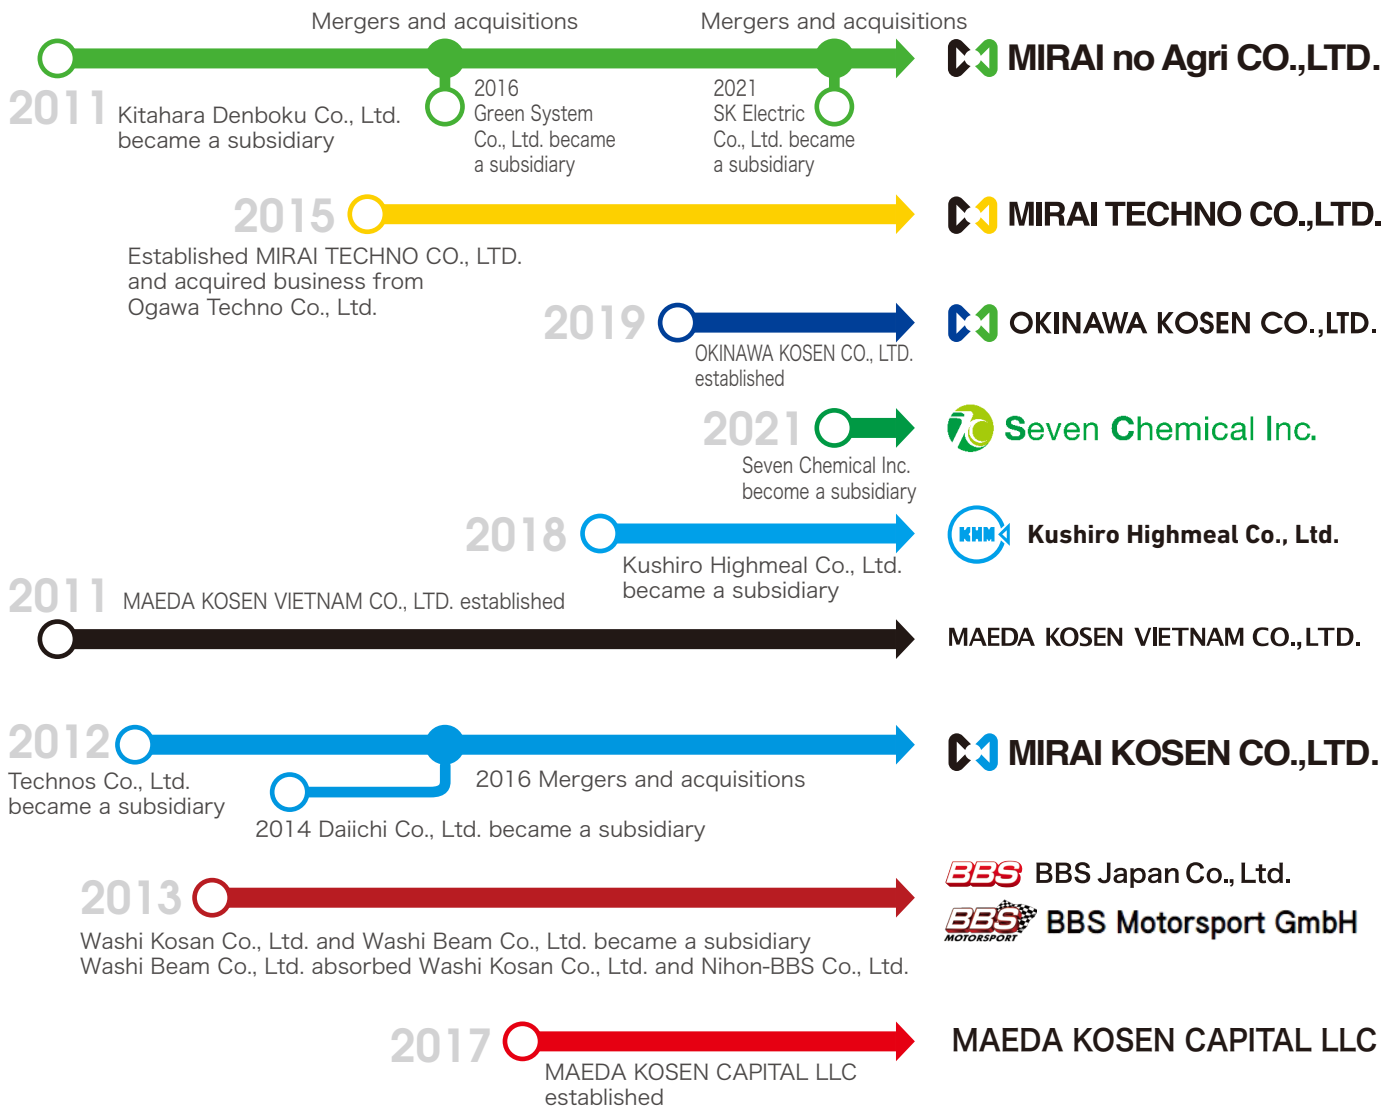 Mergers and acquisitions
Mergers and acquisitions
MIRAI no Agri CO.,LTD.
2011
Kitahara Denboku Co., Ltd.
became a subsidiary
2016
Green System
Co., Ltd. became
a subsidiary
2021
SK Electric
Co., Ltd. became
a subsidiary
2015
MIRAI TECHNO CO.,LTD.
Established MIRAI TECHNO CO., LTD.
and acquired business from
Ogawa Techno Co., Ltd.
2019
OKINAWA KOSEN CO.,LTD.
OKINAWA KOSEN CO., LTD.
established
2021
7C
Seven Chemical Inc.
Seven Chemical Inc.
become a subsidiary
2018
KHM
Kushiro Highmeal Co., Ltd.
Kushiro Highmeal Co., Ltd.
became a subsidiary
2011
MAEDA KOSEN VIETNAM CO., LTD. established
MAEDA KOSEN VIETNAM CO.,LTD.
2012
MIRAI KOSEN CO.,LTD.
Technos Co., Ltd.
became a subsidiary
2016 Mergers and acquisitions
2014 Daiichi Co., Ltd. became a subsidiary
BBS BBS Japan Co., Ltd.
2013
BBS MOTORSPORT BBS Motorsport GmbH
Washi Kosan Co., Ltd. and Washi Beam Co., Ltd. became a subsidiary
Washi Beam Co., Ltd. absorbed Washi Kosan Co., Ltd. and Nihon-BBS Co., Ltd.
2017
MAEDA KOSEN CAPITAL LLC
MAEDA KOSEN CAPITAL LLC
established